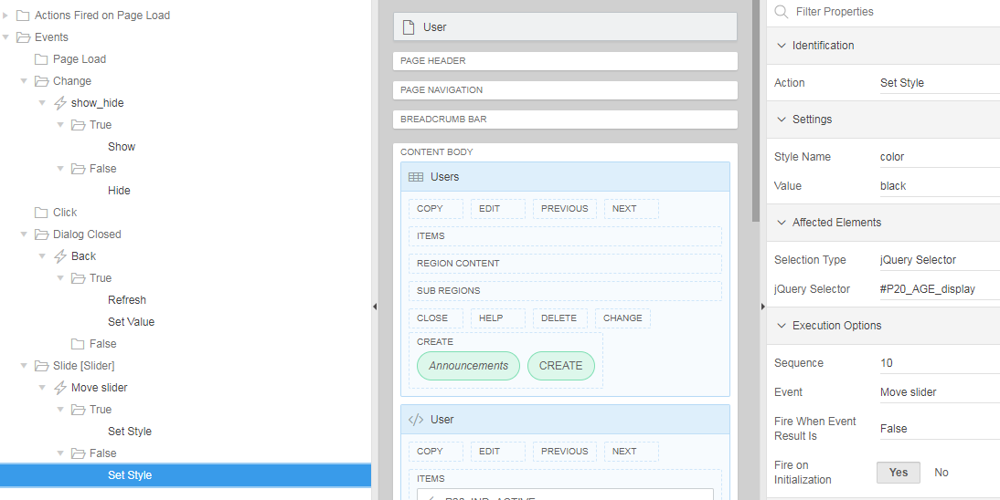 Actions Fired on Page Load
Events
Page Load
Change
show_hide
True
Show
False
Hide
Click
Dialog Closed
Back
True
Refresh
Set Value
False
Slide [Slider]
Move slider
True
Set Style
False
Set Style
User
PAGE HEADER
PAGE NAVIGATION
BREADCRUMB BAR
CONTENT BODY
Users
COPY EDIT PREVIOUS NEXT
ITEMS
REGION CONTENT
SUB REGIONS
CLOSE HELP DELETE CHANGE
CREATE
Announcements CREATE
User
COPY EDIT PREVIOUS NEXT
ITEMS
P20_IND_ACTIVE
Filter Properties
Identification
Action Set Style
Settings
Style Name color
Value black
Affected Elements
Selection Type jQuery Selector
jQuery Selector #P20_AGE_display
Execution Options
Sequence 10
Event Move slider
Fire When Event
Result Is False
Fire on
Initialization Yes No